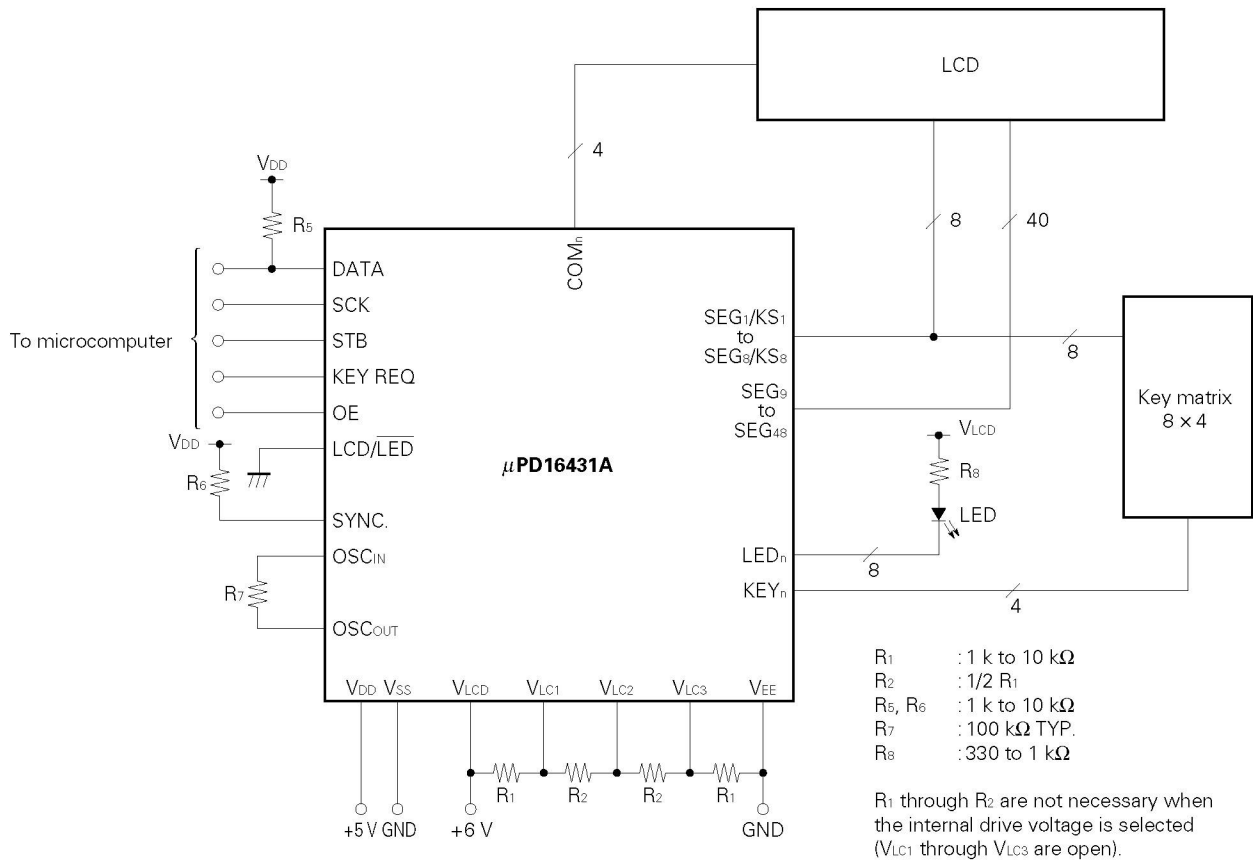 LCD
4
8
40
VDD
R5
To microcomputer
DATA
SCK
STB
KEY REQ
OE
LCD/LED
VDD
R6
SYNC.
OSCIN
R7
OSCOUT
COMn
μPD16431A
SEG1/KS1
to
SEG8/KS8
SEG9
to
SEG48
8
Key matrix
8 × 4
VLCD
R8
LED
LEDn
8
KEYn
4
VDD VSS VLCD VLC1 VLC2 VLC3 VEE
R1 R2 R2 R1
+5 V GND +6 V GND
R1 : 1 k to 10 kΩ
R2 : 1/2 R1
R5, R6 : 1 k to 10 kΩ
R7 : 100 kΩ TYP.
R8 : 330 to 1 kΩ
R1 through R2 are not necessary when
the internal drive voltage is selected
(VLC1 through VLC3 are open).